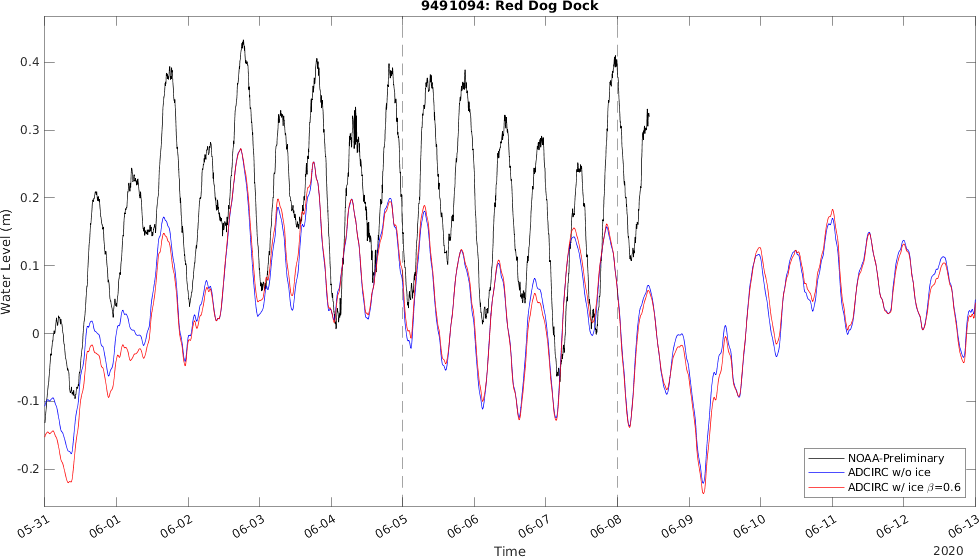 9491094: Red Dog Dock
Water Level (m)
0.4
0.3
0.2
0.1
0
-0.1
-0.2
NOAA-Preliminary
ADCIRC w/o ice
ADCIRC w/ ice β=0.6
05-31 06-01 06-02 06-03 06-04 06-05 06-06 06-07 06-08 06-09 06-10 06-11 06-12 06-13
Time
2020